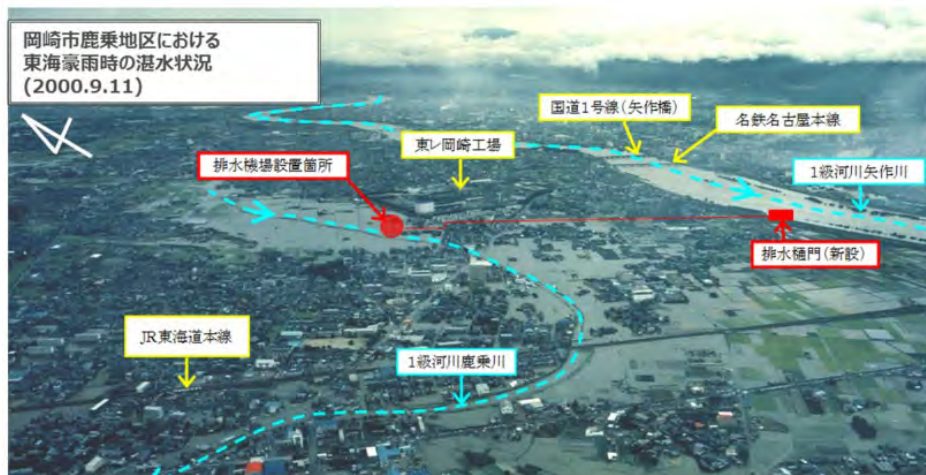 岡崎市鹿乗地区における
東海豪雨時の湛水状況
(2000.9.11)
国道1号線(矢作橋)
名鉄名古屋本線
東レ岡崎工場
排水機場設置箇所
1級河川矢作川
排水樋門(新設)
JR東海道本線
1級河川鹿乗川